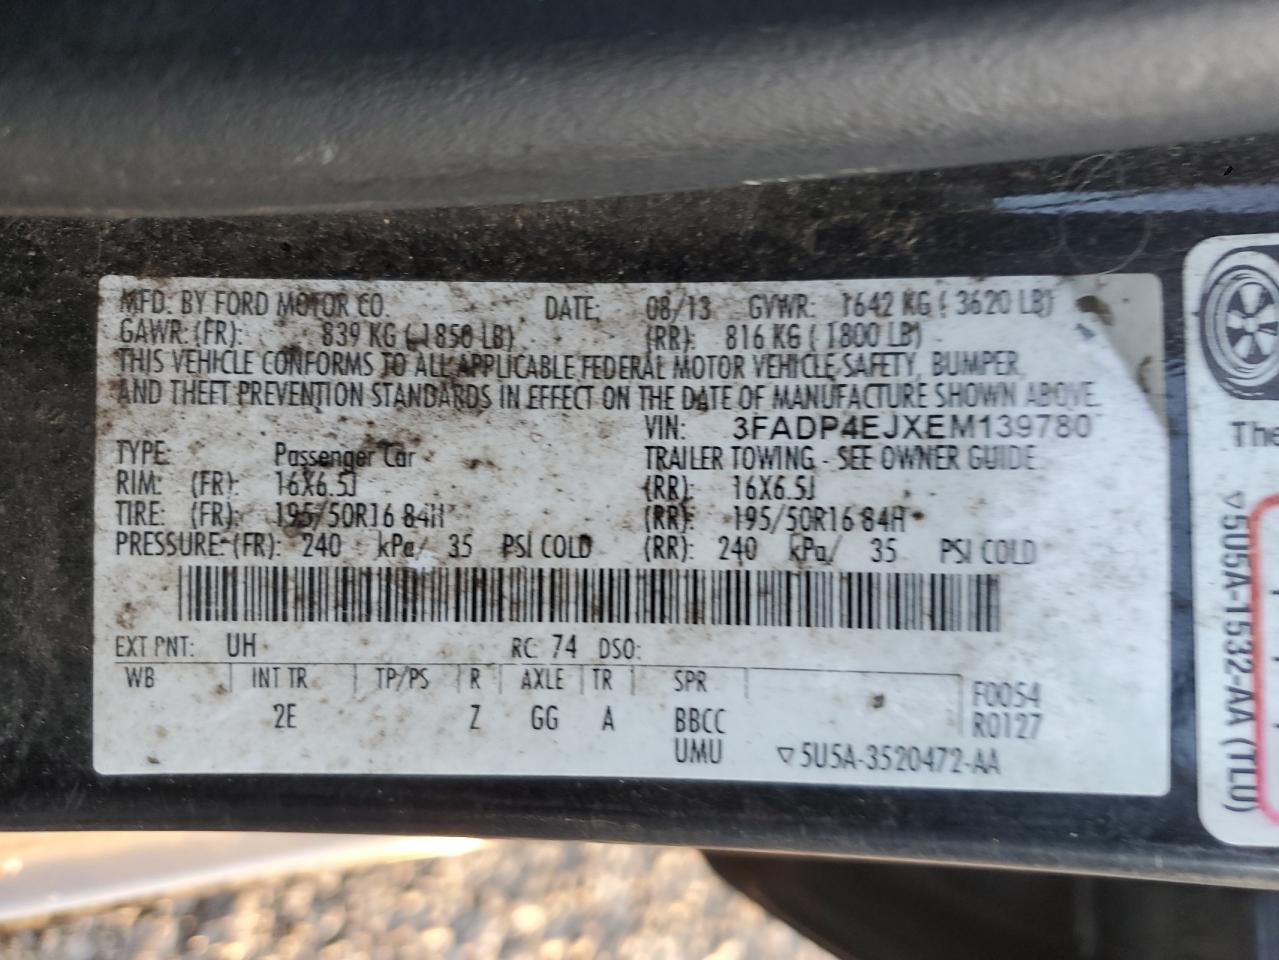 MFD. BY FORD MOTOR CO. DATE: 08/13 GVWR: 1642 KG ( 3620 LB)
GAWR (FR): 839 KG ( 1850 LB) (RR): 816 KG ( 1800 LB)
THIS VEHICLE CONFORMS TO ALL APPLICABLE FEDERAL MOTOR VEHICLE SAFETY, BUMPER,
AND THEFT PREVENTION STANDARDS IN EFFECT ON THE DATE OF MANUFACTURE SHOWN ABOVE.
VIN: 3FADP4EJXEM139780
TYPE: Passenger Car TRAILER TOWING - SEE OWNER GUIDE
RIM: (FR): 16X6.5J (RR): 16X6.5J
TIRE: (FR): 195/50R16 84H (RR): 195/50R16 84H
PRESSURE: (FR): 240 kPa/ 35 PSI COLD (RR): 240 kPa/ 35 PSI COLD
EXT PNT: UH RC: 74 DSO:
WB INT TR TP/PS R AXLE TR SPR F0054
2E Z GG A BBCC R0127
UMU ▽5U5A-3520472-AA
The
▽5U5A-1532-AA (TL0)